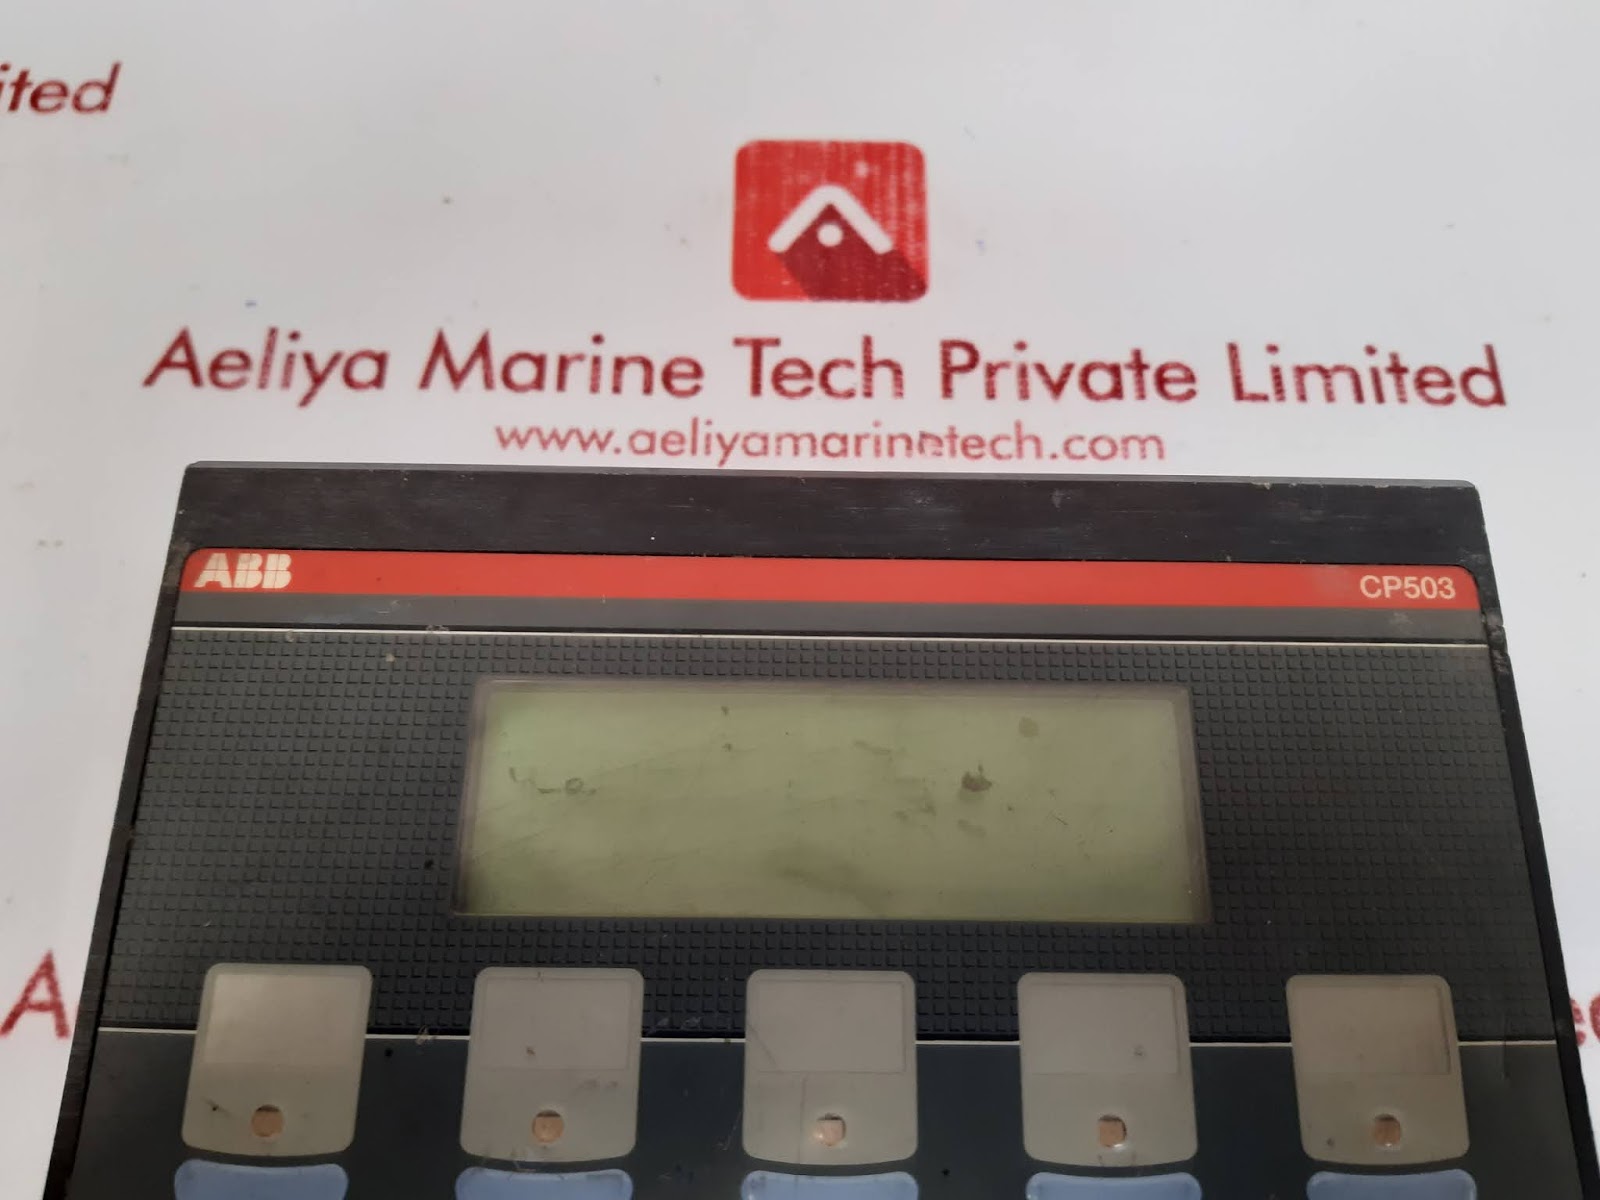 ited
Aeliya Marine Tech Private Limited
www.aeliyamarinetech.com
ABB
CP503
A